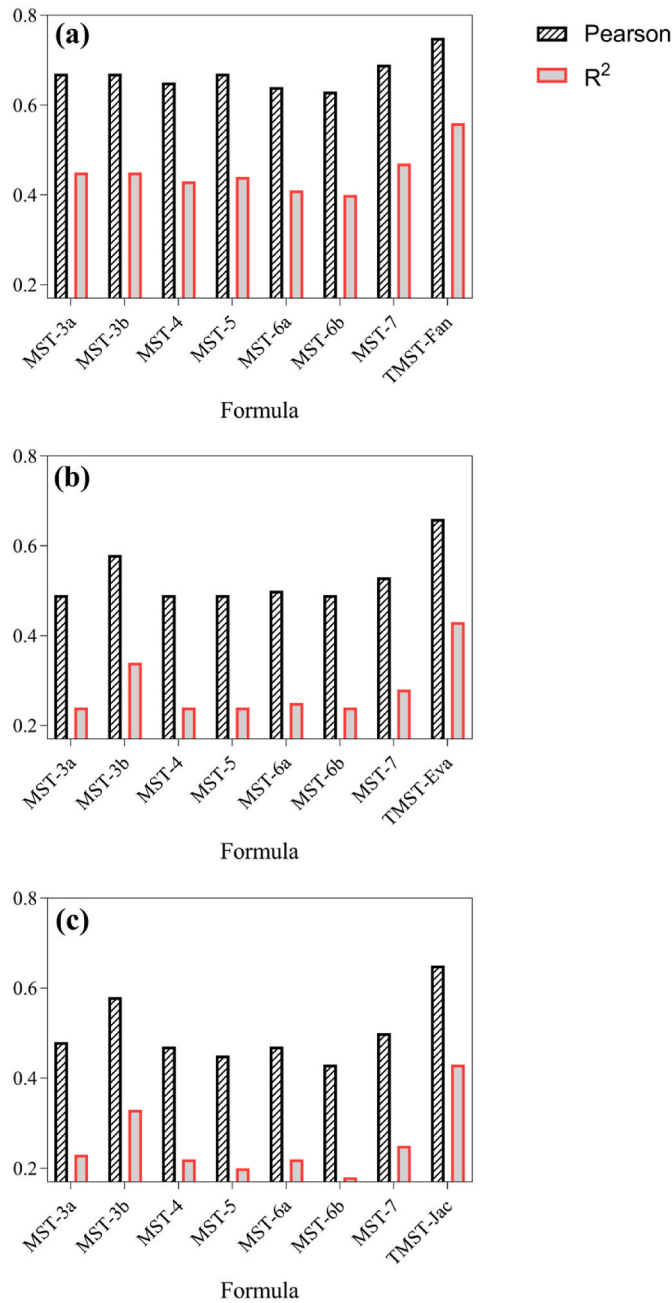 (a)
Pearson
R²
0.8
0.6
0.4
0.2
MST-3a
MST-3b
MST-4
MST-5
MST-6a
MST-6b
MST-7
TMST-Fan
Formula
(b)
0.8
0.6
0.4
0.2
MST-3a
MST-3b
MST-4
MST-5
MST-6a
MST-6b
MST-7
TMST-Eva
Formula
(c)
0.8
0.6
0.4
0.2
MST-3a
MST-3b
MST-4
MST-5
MST-6a
MST-6b
MST-7
TMST-Jac
Formula